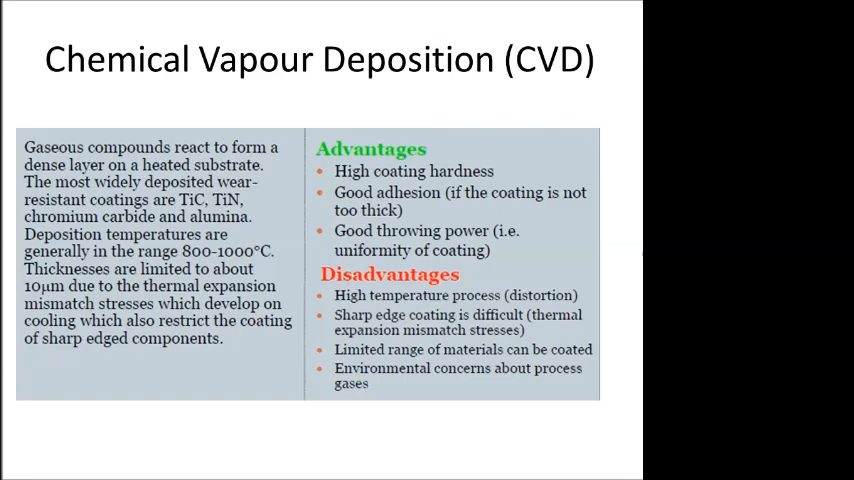 Chemical Vapour Deposition (CVD)
Gaseous compounds react to form a
dense layer on a heated substrate.
The most widely deposited wear-
resistant coatings are TiC, TiN,
chromium carbide and alumina.
Deposition temperatures are
generally in the range 800-1000°C.
Thicknesses are limited to about
10µm due to the thermal expansion
mismatch stresses which develop on
cooling which also restrict the coating
of sharp edged components.
Advantages
• High coating hardness
• Good adhesion (if the coating is not
too thick)
• Good throwing power (i.e.
uniformity of coating)
Disadvantages
• High temperature process (distortion)
• Sharp edge coating is difficult (thermal
expansion mismatch stresses)
• Limited range of materials can be coated
• Environmental concerns about process
gases